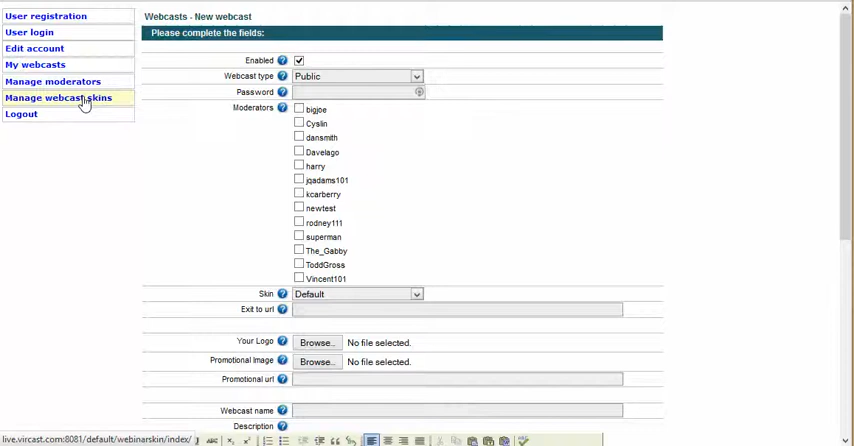 User registration
User login
Edit account
My webcasts
Manage moderators
Manage webcast skins
Logout
Webcasts - New webcast
Please complete the fields:
Enabled
Webcast type Public
Password
Moderators
bigjoe
Cyslin
dansmith
Davelago
harry
jqadams101
kcarberry
newtest
rodney111
superman
The_Gabby
ToddGross
Vincent101
Skin Default
Exit to url
Your Logo Browse... No file selected.
Promotional Image Browse... No file selected.
Promotional url
Webcast name
Description
live.vircast.com:8081/default/webinarskin/index/